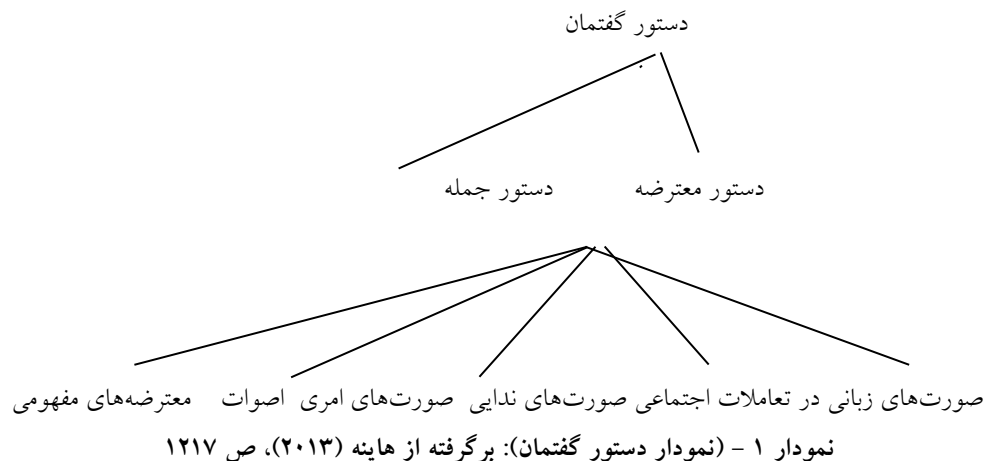 دستور گفتمان
دستور معترضه دستور جمله
صورت‌های زبانی در تعاملات اجتماعی صورت‌های ندایی صورت‌های امری اصوات معترضه‌های مفهومی
نمودار ۱ – (نمودار دستور گفتمان): برگرفته از هاینه (۲۰۱۳)، ص ۱۲۱۷